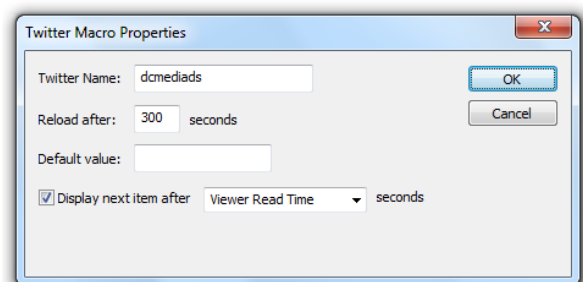 Twitter Macro Properties
Twitter Name: dcmediads OK
Reload after: 300 seconds Cancel
Default value:
Display next item after Viewer Read Time seconds